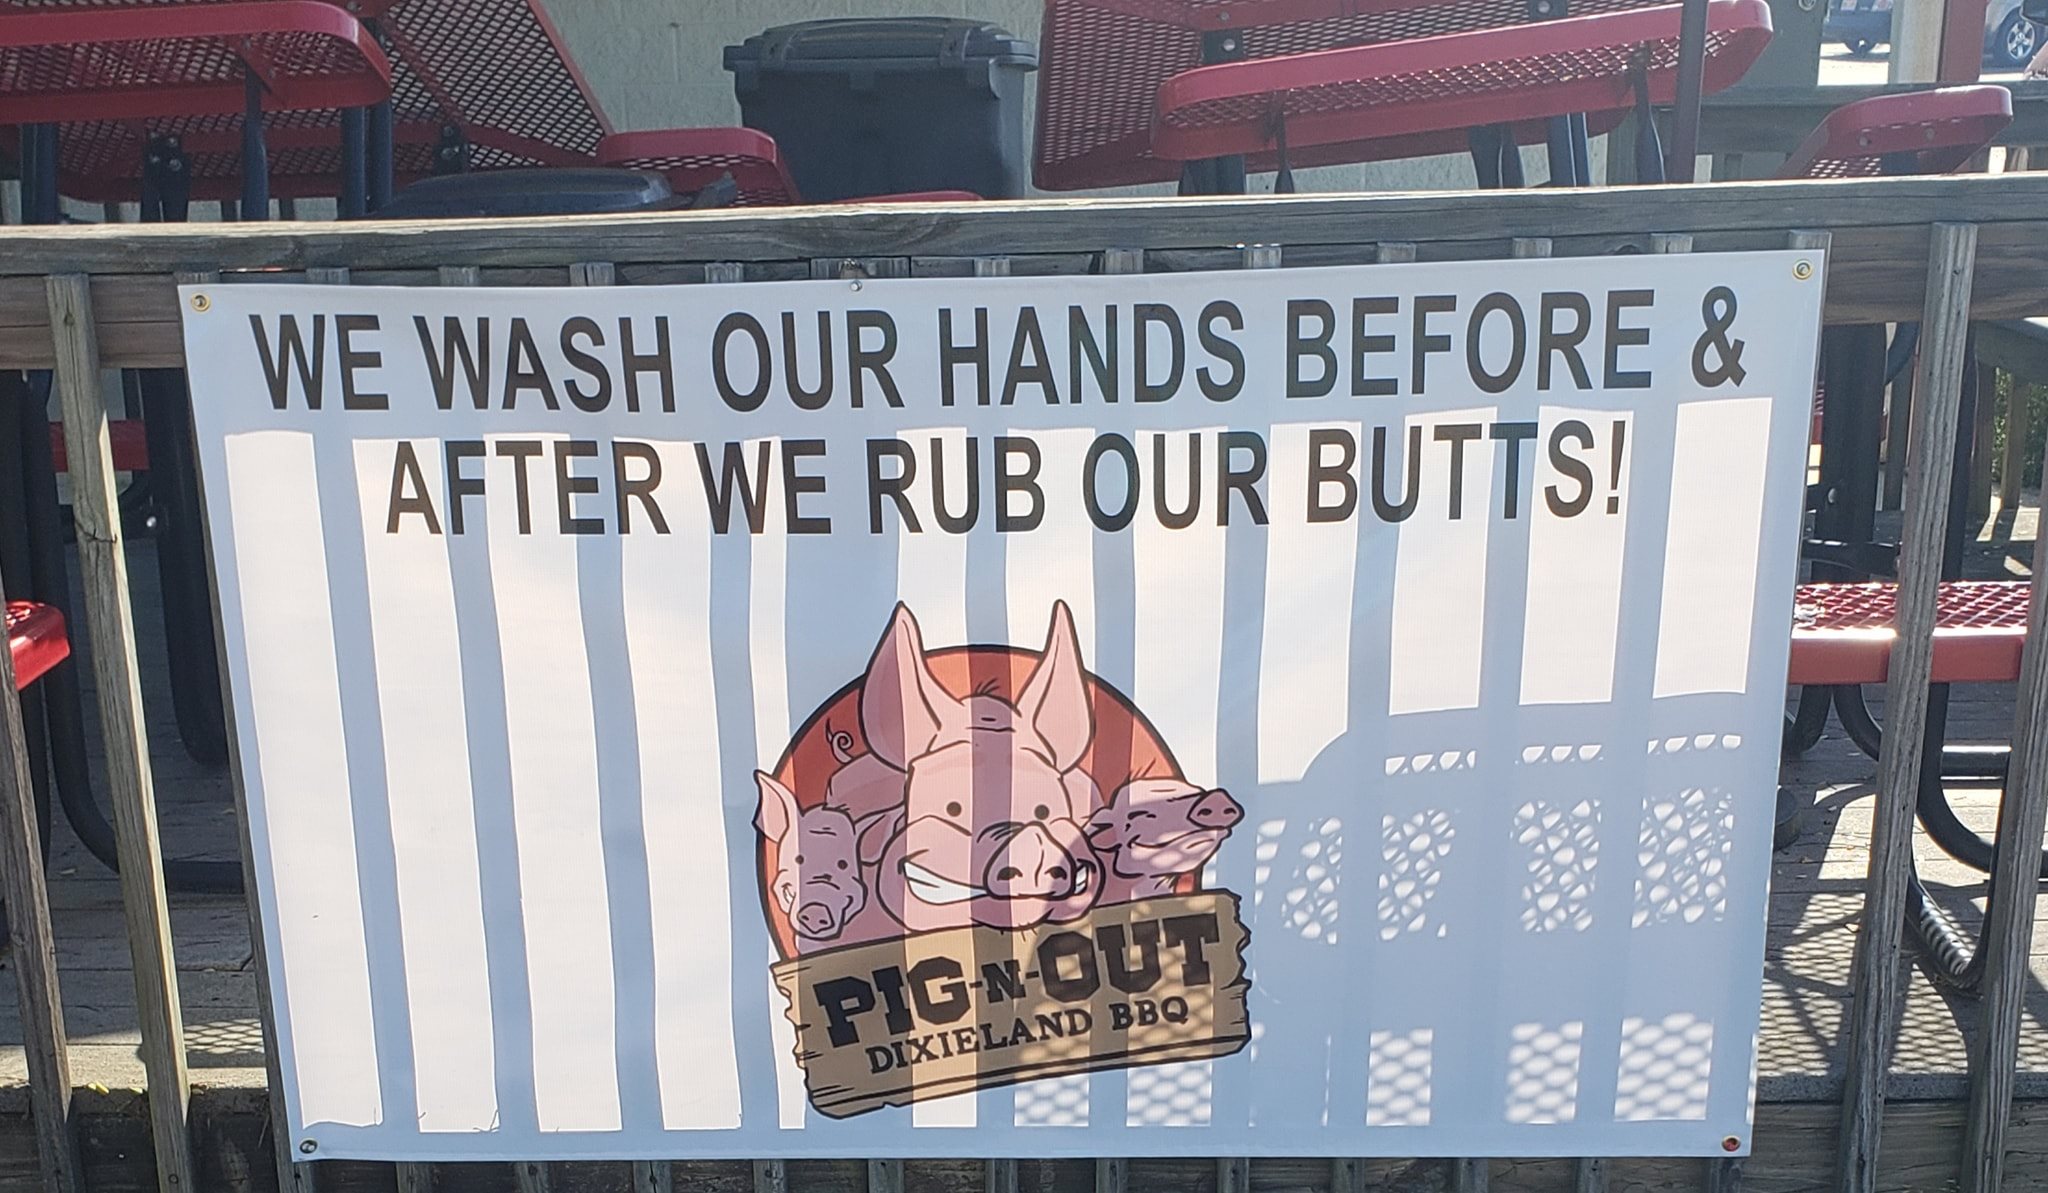 WE WASH OUR HANDS BEFORE &
AFTER WE RUB OUR BUTTS!
PIG-N-OUT
DIXIELAND BBQ